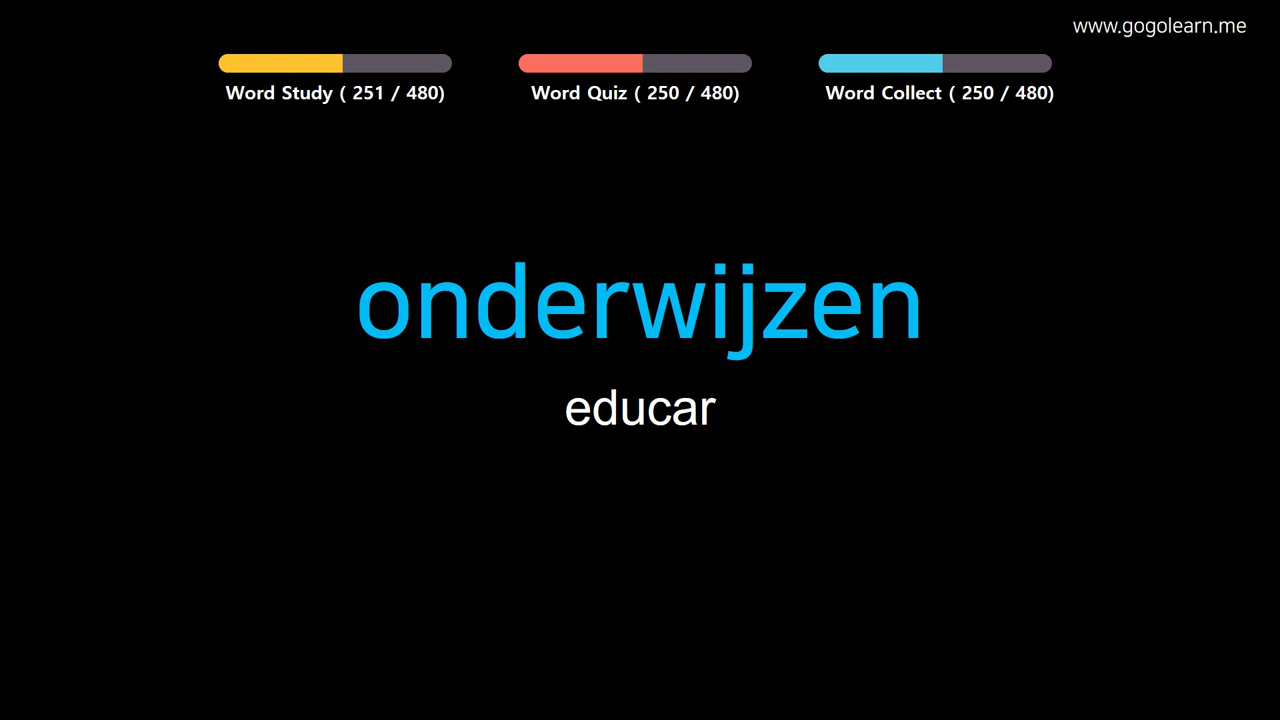 www.gogolearn.me
Word Study ( 251 / 480)
Word Quiz ( 250 / 480)
Word Collect ( 250 / 480)
onderwijzen
educar